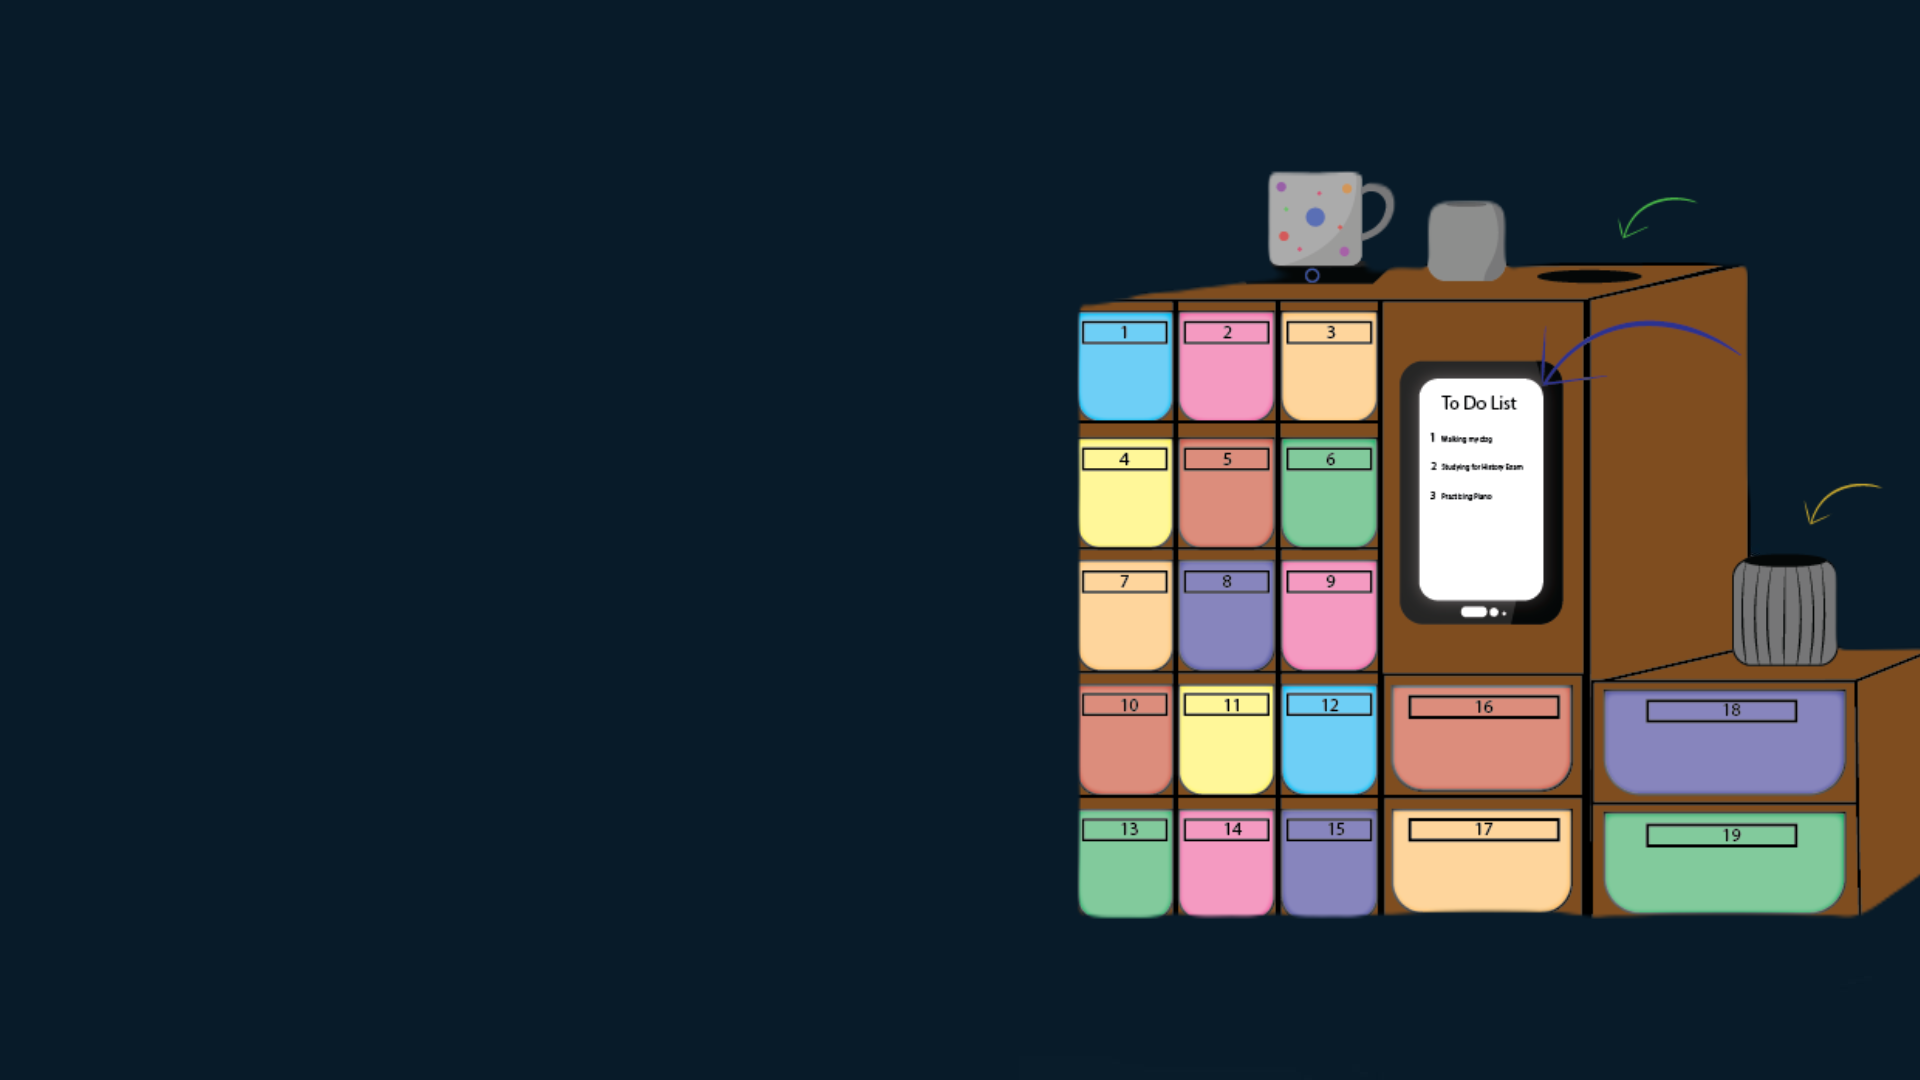 1 2 3
4 5 6
To Do List
1 Walking my dog
2 Studying for History Exam
3 Practicing Piano
7 8 9
10 11 12 16 18
13 14 15 17 19